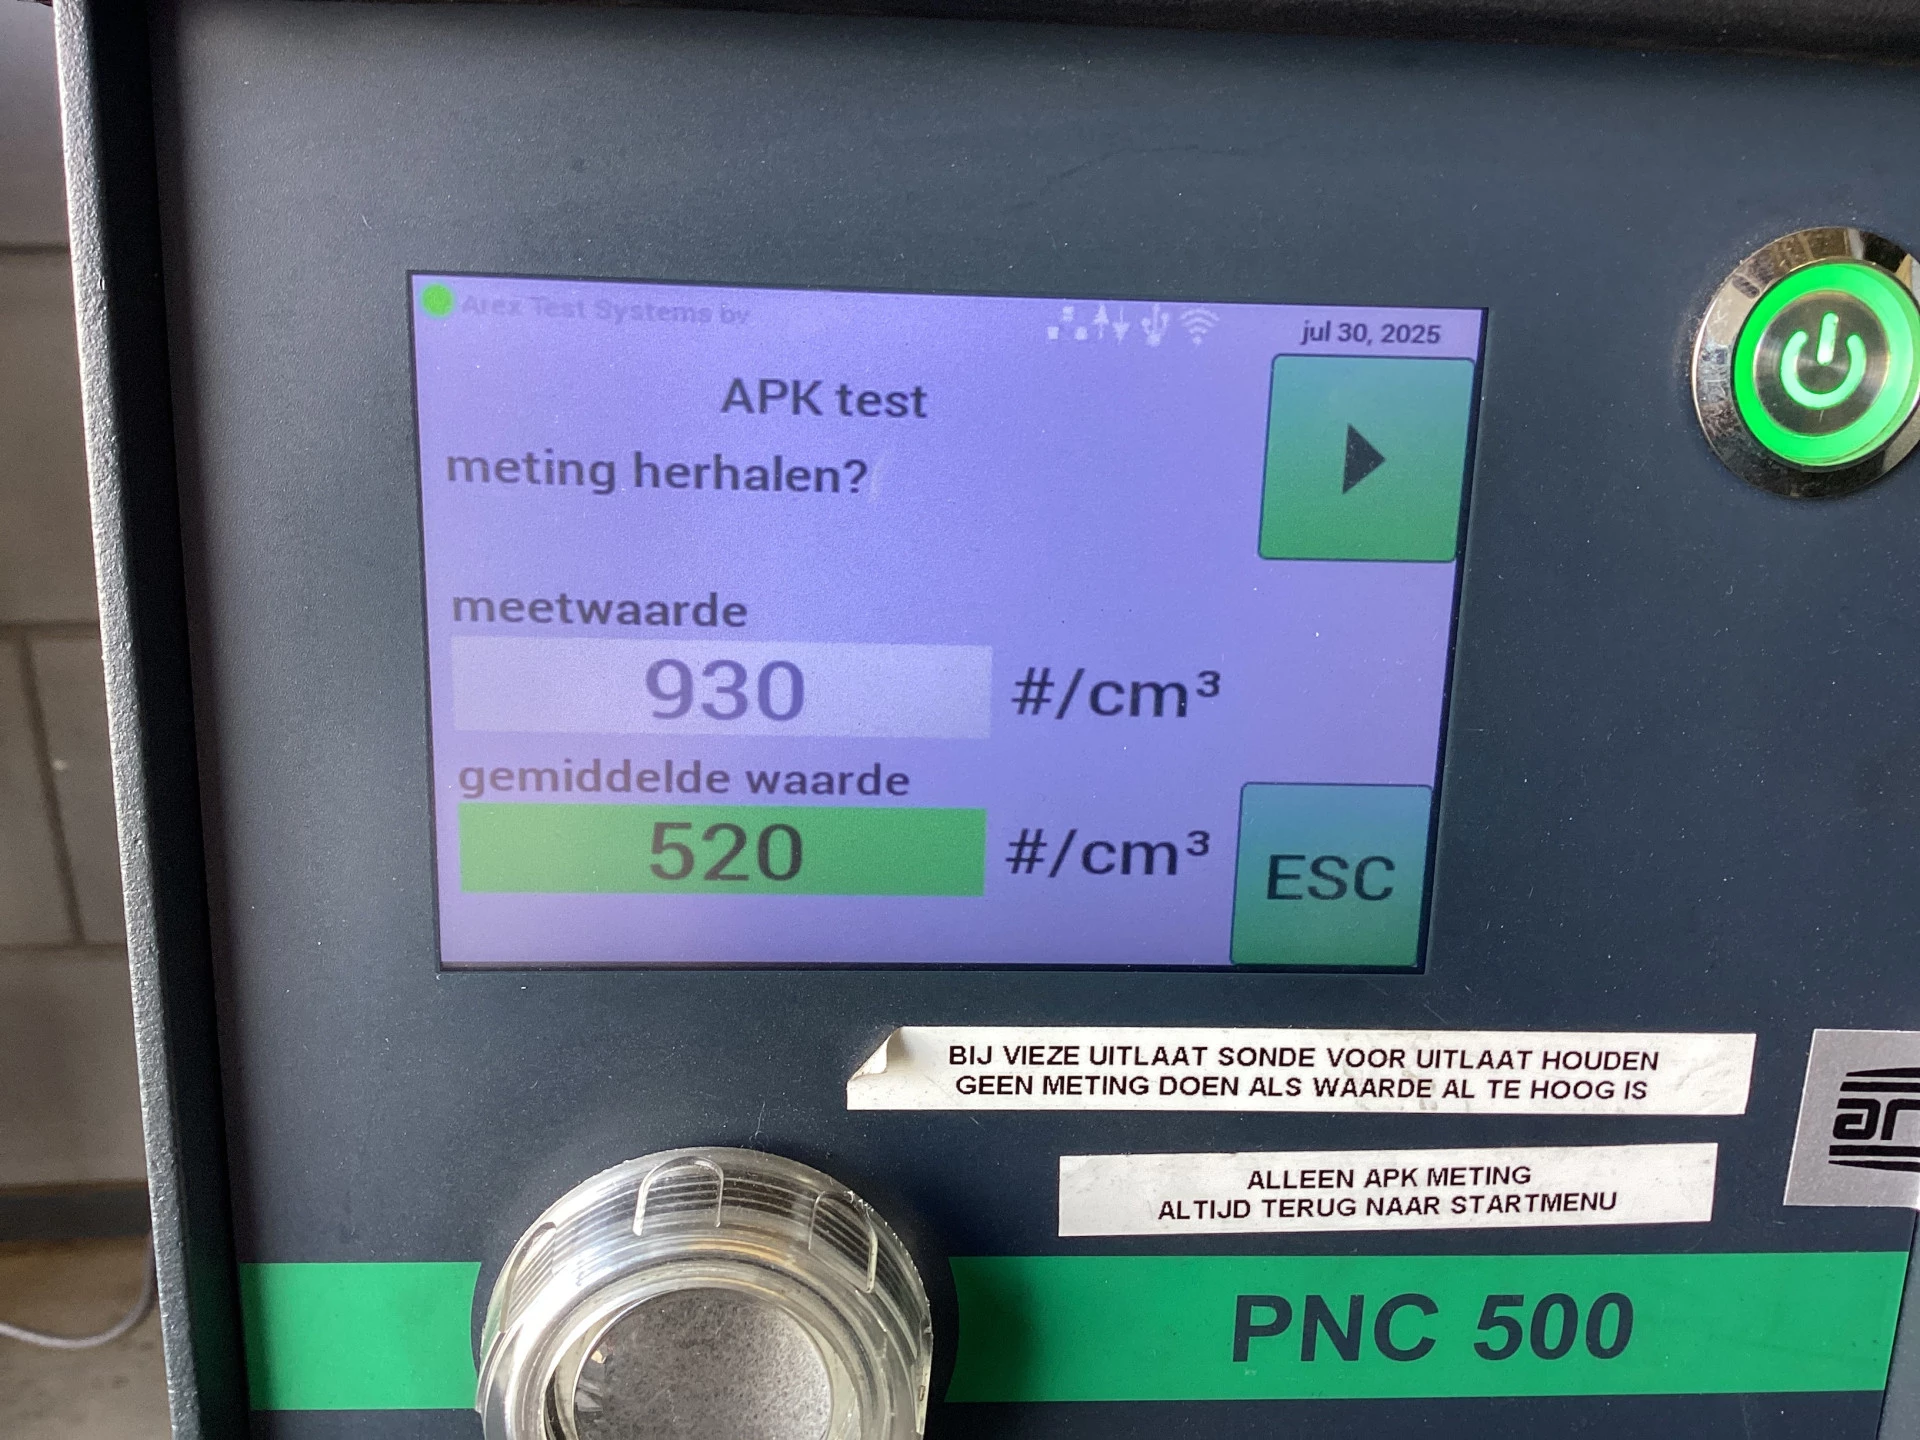 Arex Test Systems bv
jul 30, 2025
APK test
meting herhalen?
meetwaarde
930 #/cm³
gemiddelde waarde
520 #/cm³
ESC
BIJ VIEZE UITLAAT SONDE VOOR UITLAAT HOUDEN
GEEN METING DOEN ALS WAARDE AL TE HOOG IS
ALLEEN APK METING
ALTIJD TERUG NAAR STARTMENU
ar
PNC 500